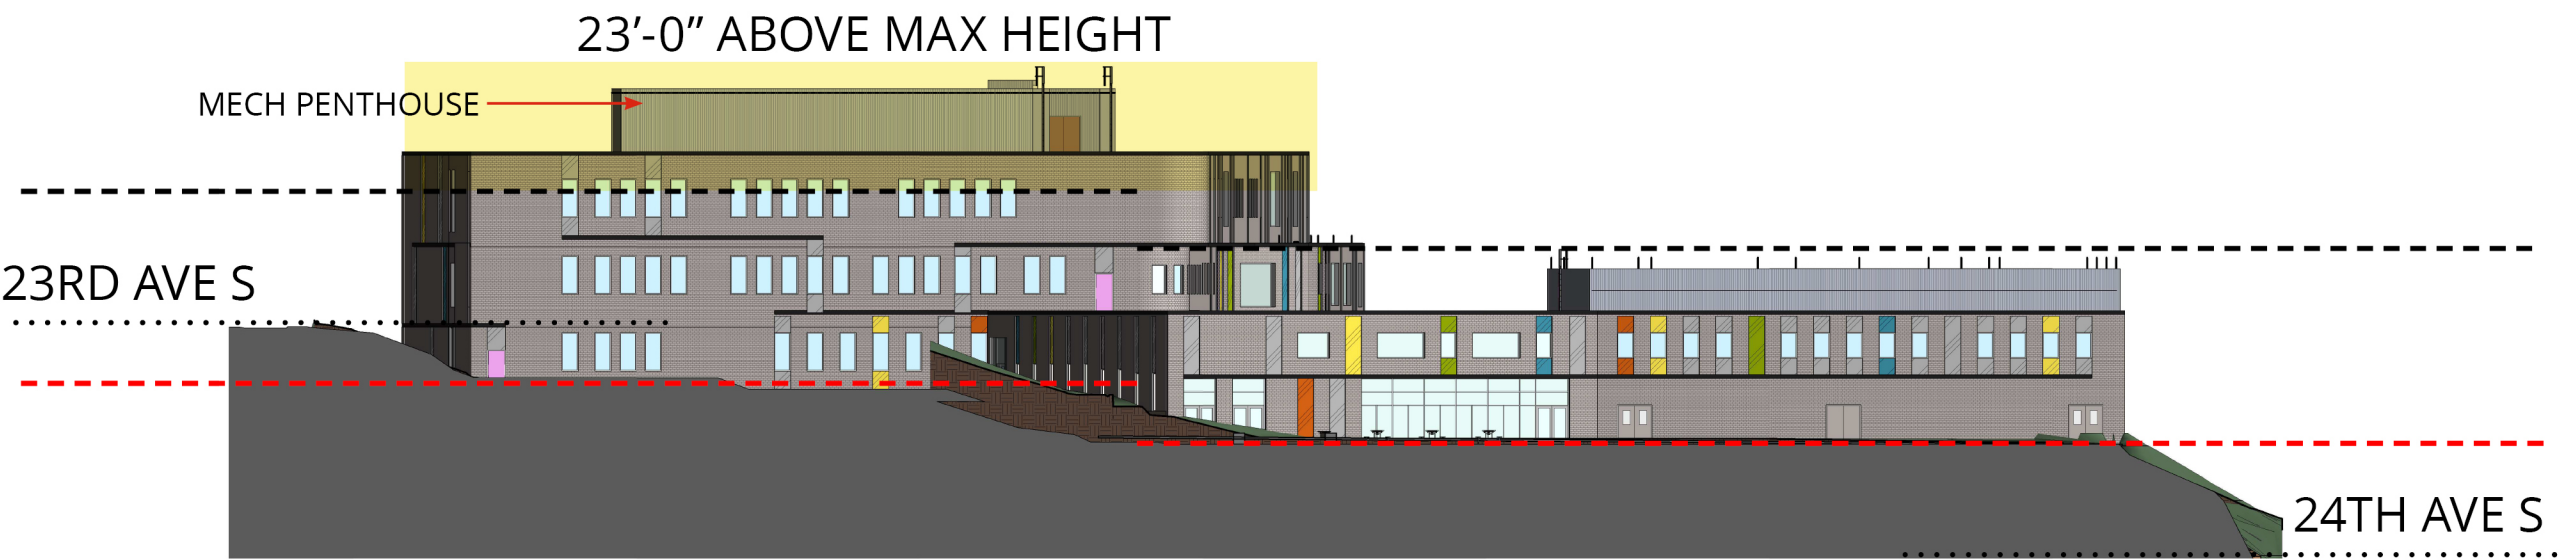 23’-0” ABOVE MAX HEIGHT
MECH PENTHOUSE
23RD AVE S
24TH AVE S